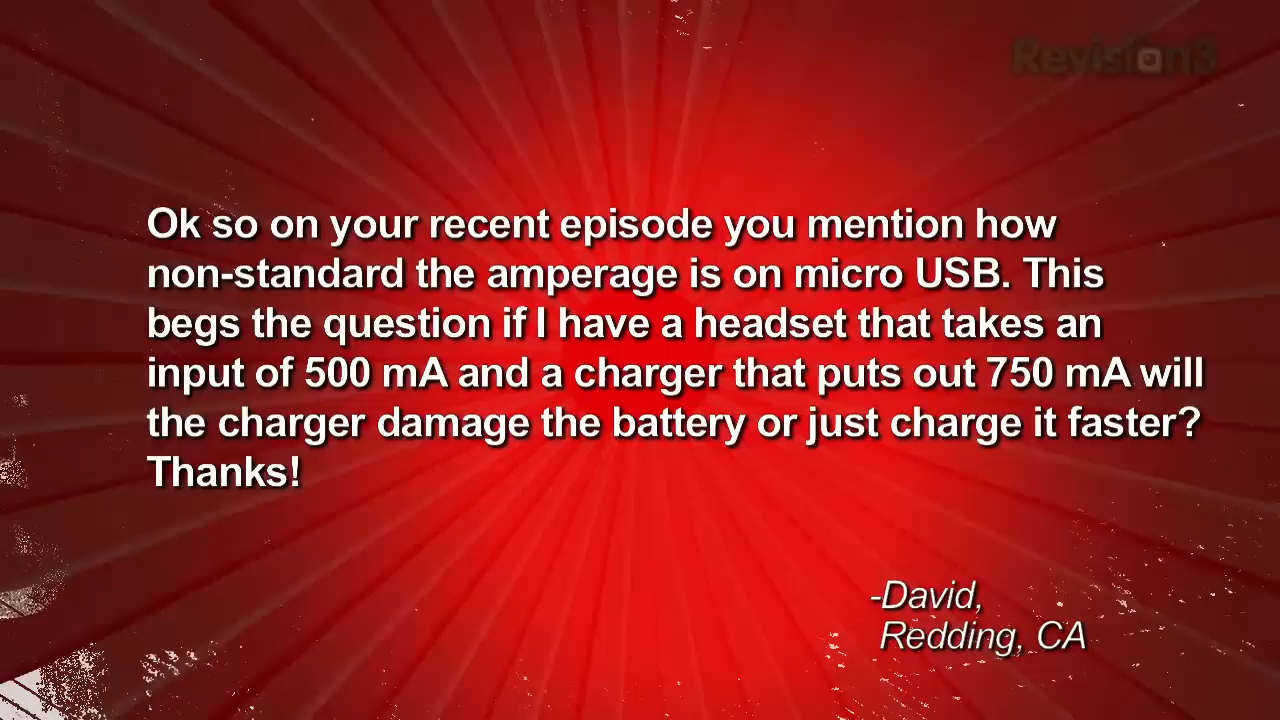 Revision3
Ok so on your recent episode you mention how
non-standard the amperage is on micro USB. This
begs the question if I have a headset that takes an
input of 500 mA and a charger that puts out 750 mA will
the charger damage the battery or just charge it faster?
Thanks!
-David,
Redding, CA